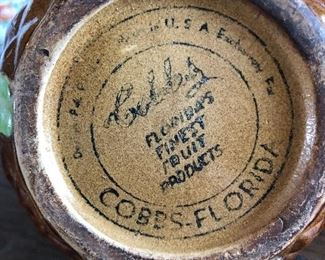 U.S.A Exclusively For
Cobbs
FLORIDA'S
FINEST
FRUIT
PRODUCTS
COBBS-FLORIDA